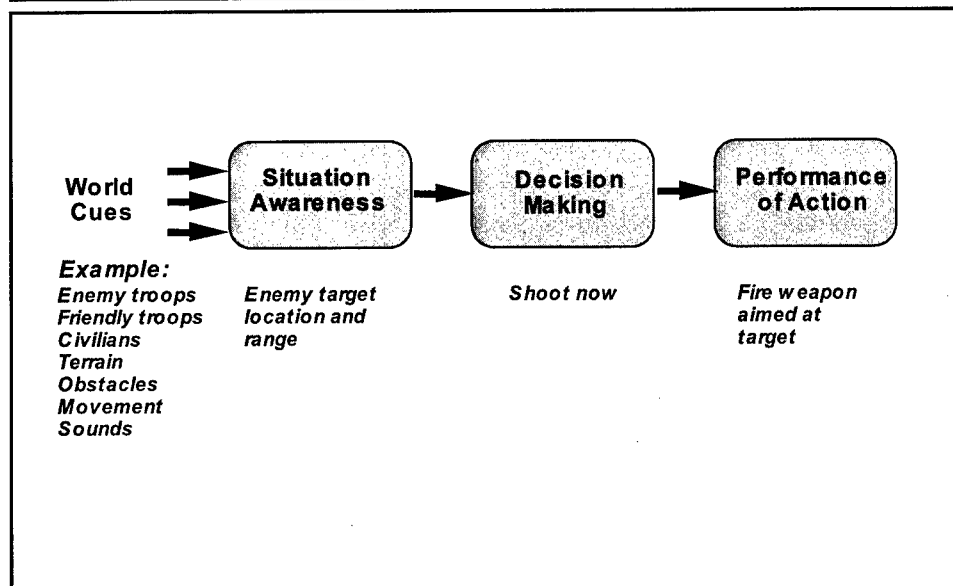 World
Cues
Situation
Awareness
Decision
Making
Performance
of Action
Example:
Enemy troops
Friendly troops
Civilians
Terrain
Obstacles
Movement
Sounds
Enemy target
location and
range
Shoot now
Fire weapon
aimed at
target